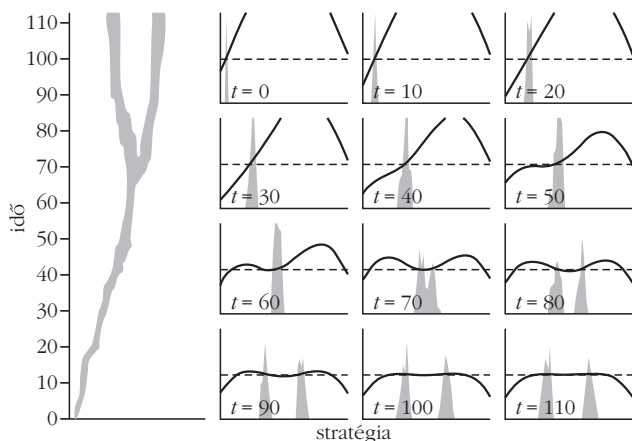 110
100
90
80
70
60
50
40
30
20
10
0
idő
t = 0
t = 10
t = 20
t = 30
t = 40
t = 50
t = 60
t = 70
t = 80
t = 90
t = 100
t = 110
stratégia